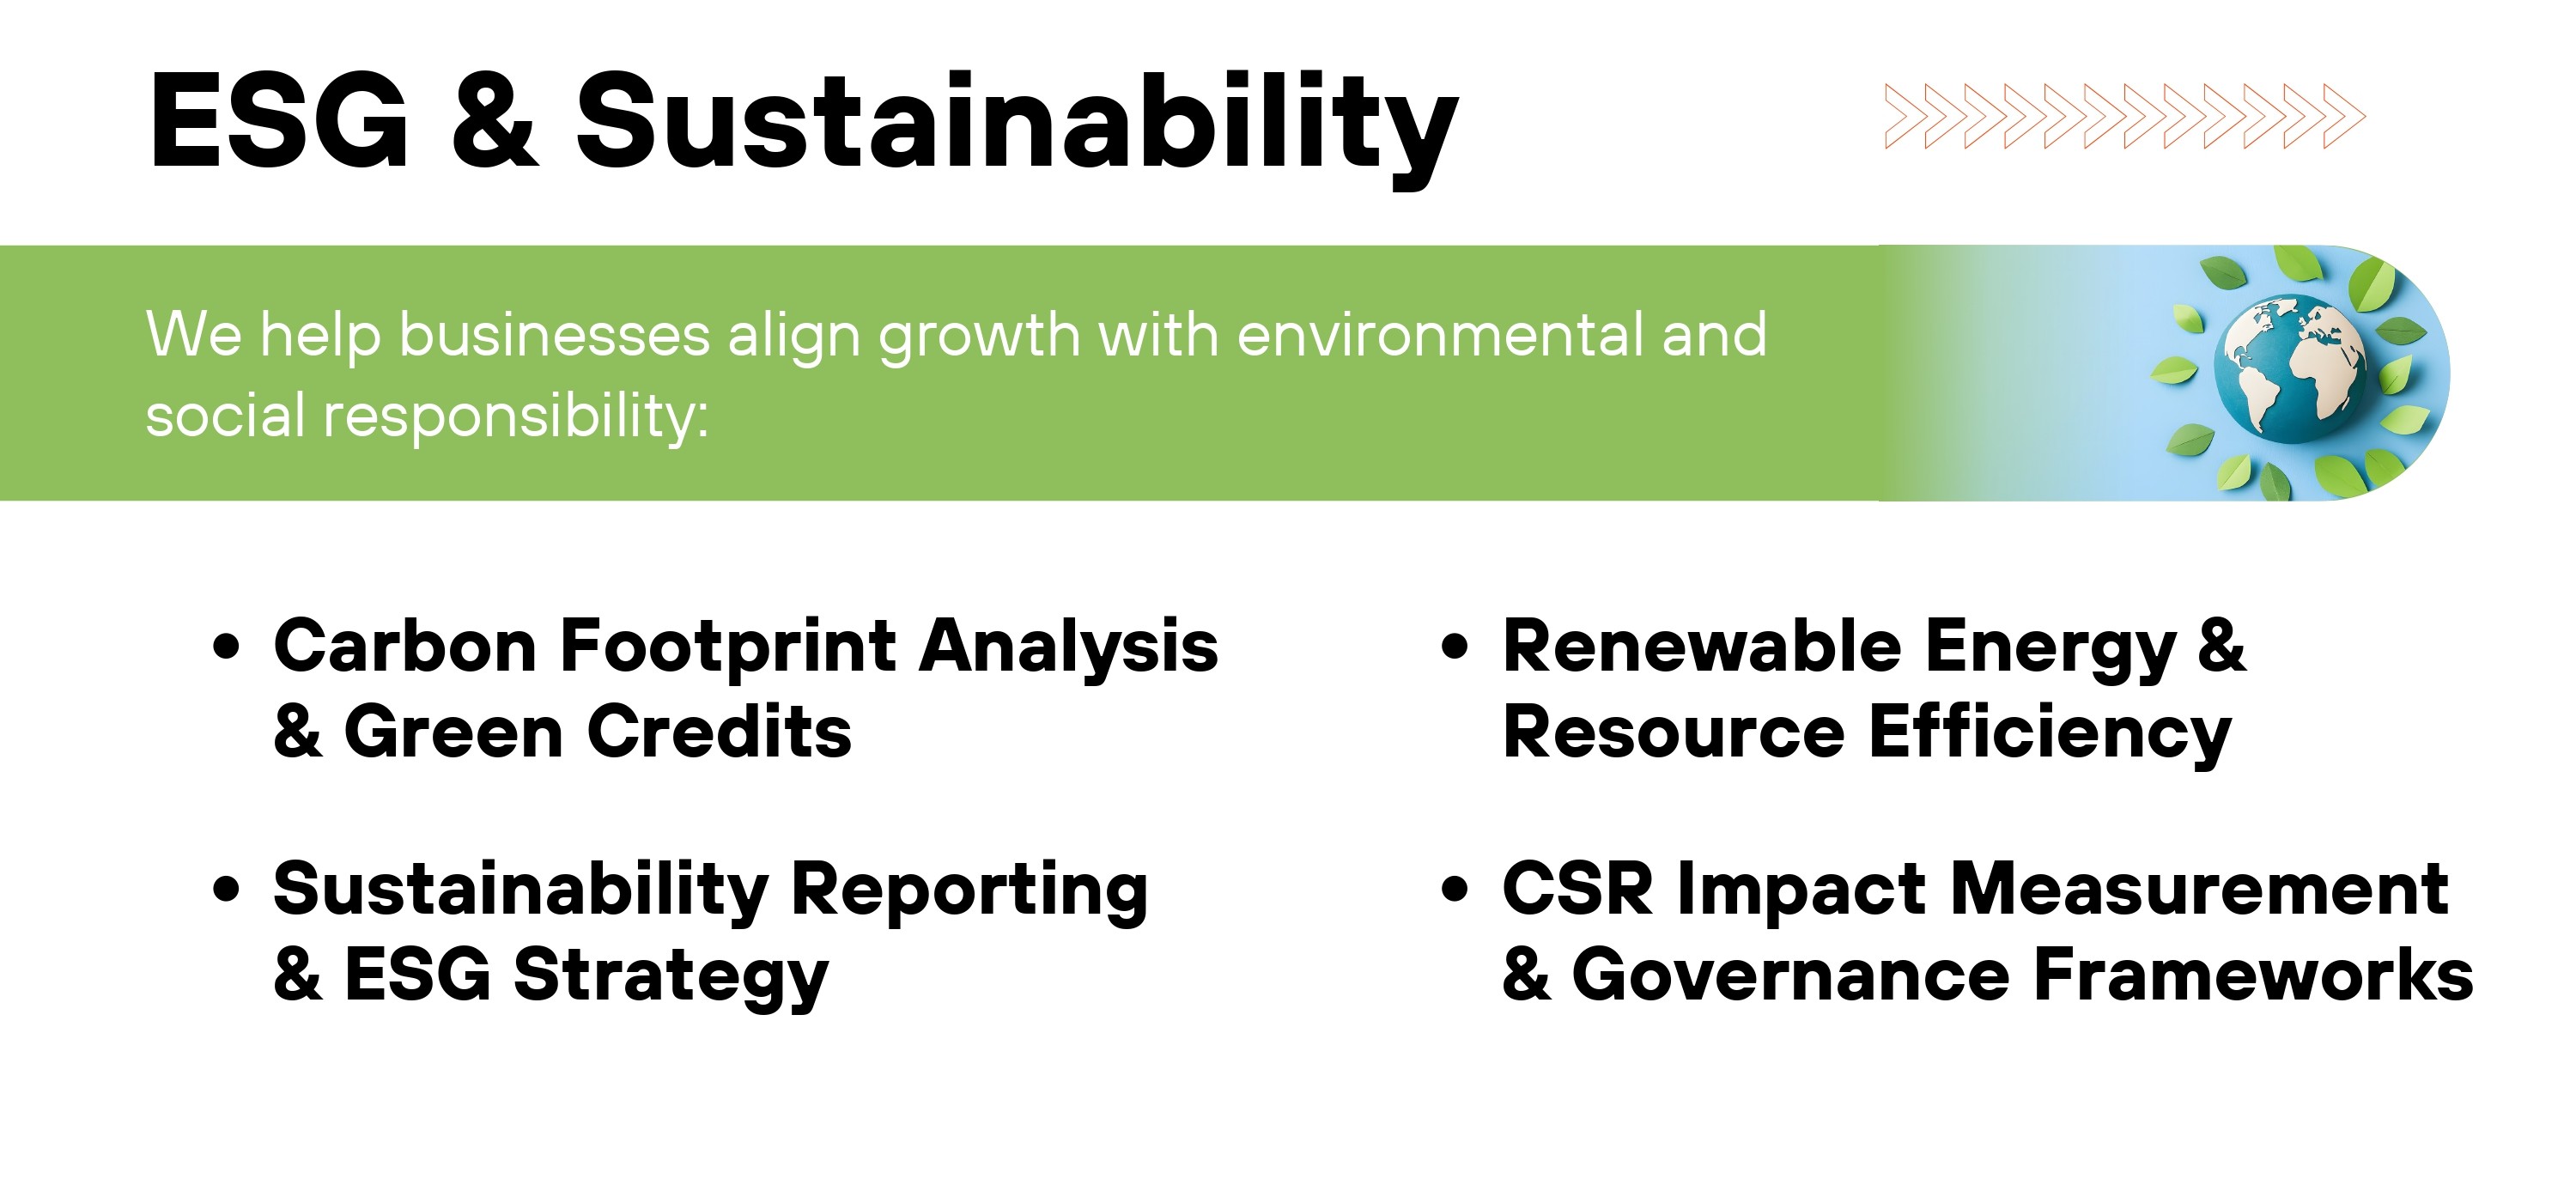 ESG & Sustainability
We help businesses align growth with environmental and
social responsibility:
• Carbon Footprint Analysis
& Green Credits
• Sustainability Reporting
& ESG Strategy
• Renewable Energy &
Resource Efficiency
• CSR Impact Measurement
& Governance Frameworks